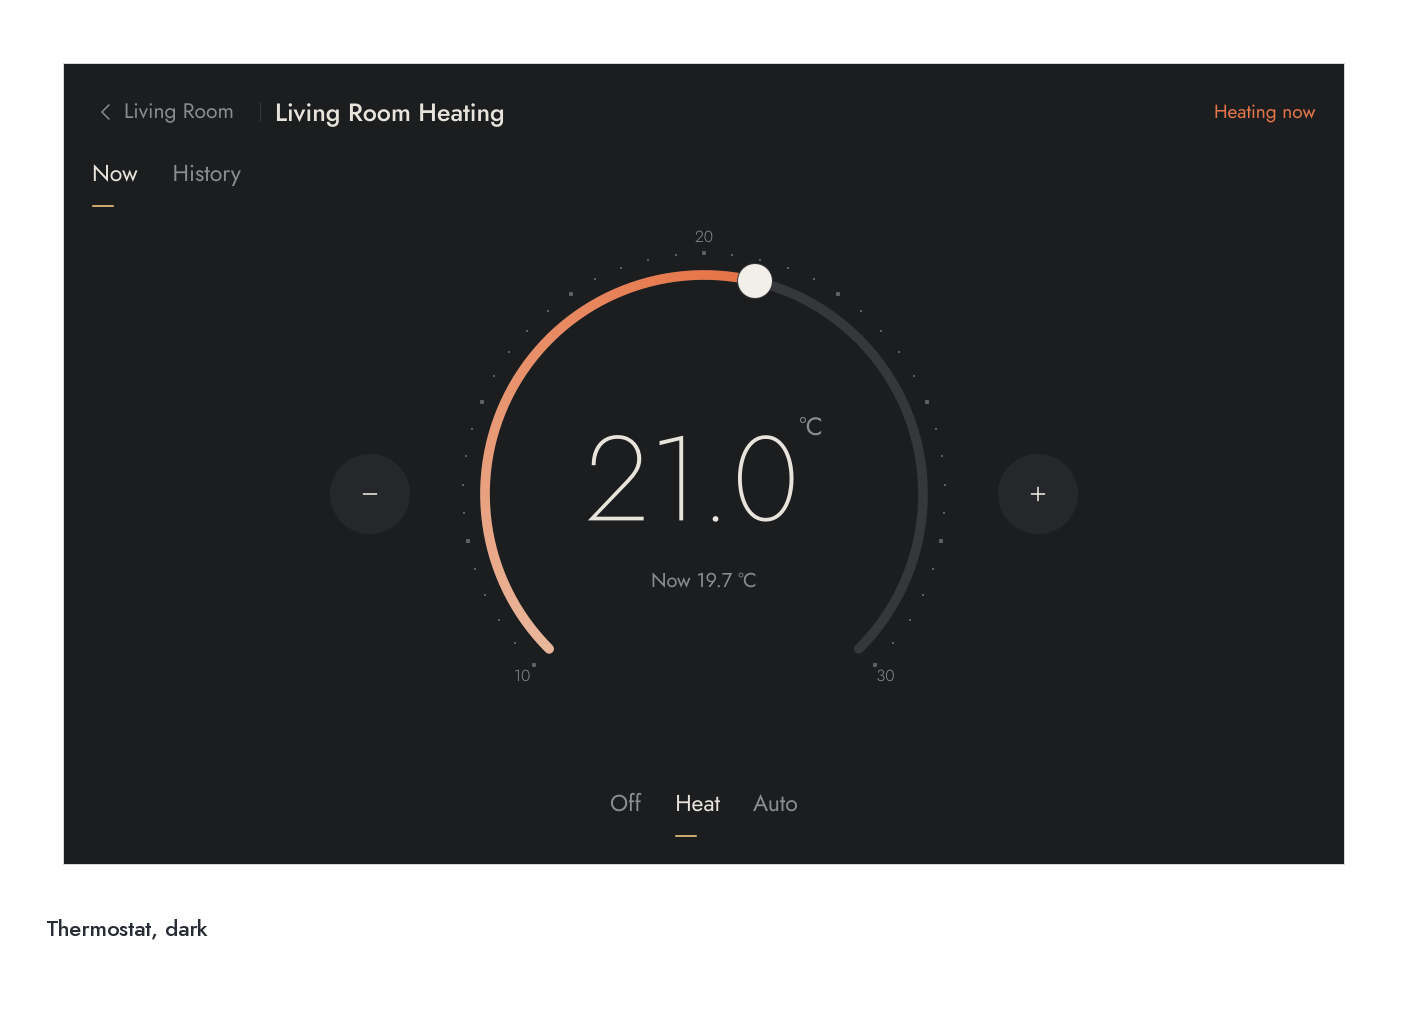 Living Room
Living Room Heating
Heating now
Now
History
20
21.0
°C
Now 19.7 °C
−
+
10
30
Off
Heat
Auto
Thermostat, dark